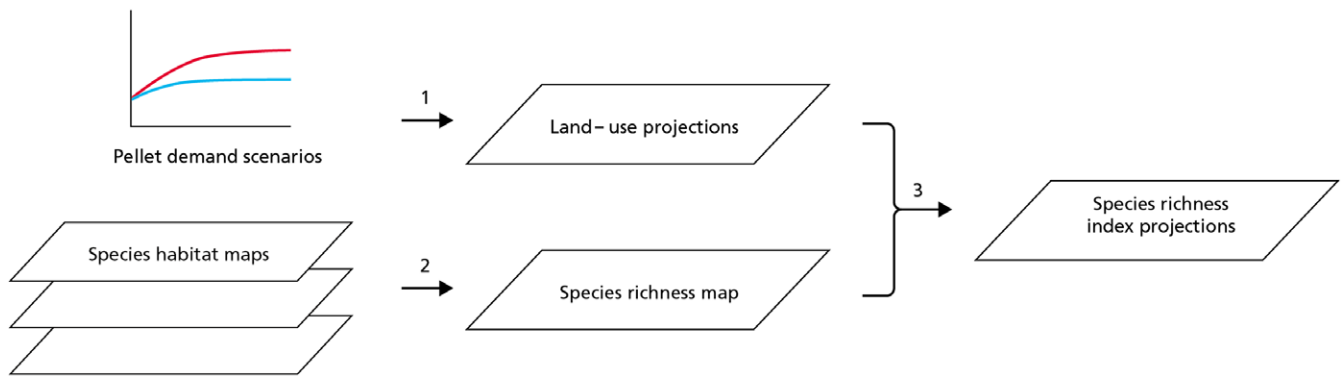 Pellet demand scenarios
1
Land–use projections
Species habitat maps
2
Species richness map
3
Species richness
index projections